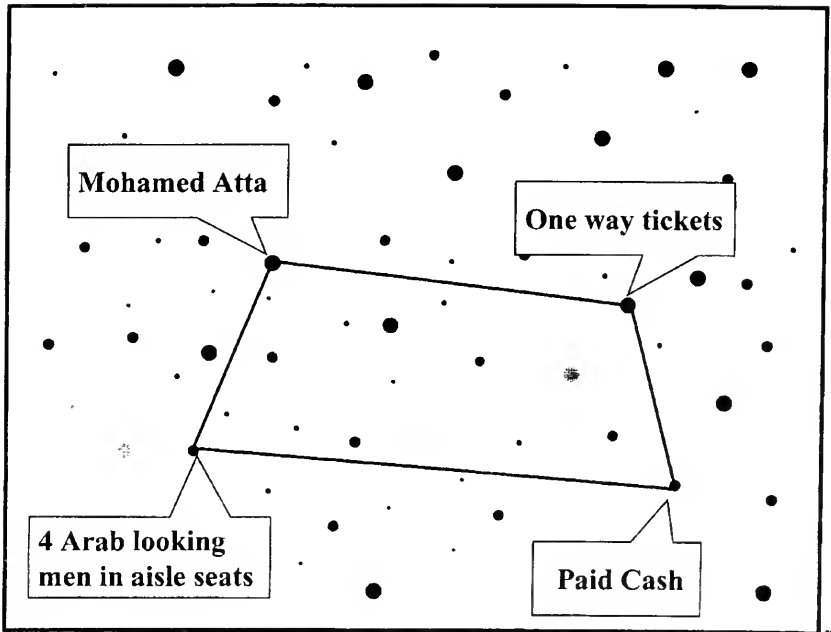 Mohamed Atta
One way tickets
4 Arab looking
men in aisle seats
Paid Cash